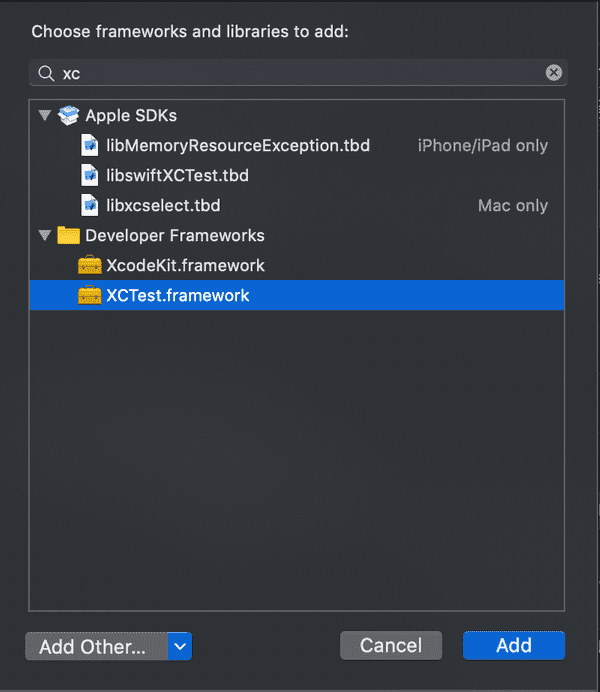 Choose frameworks and libraries to add:
xc
Apple SDKs
libMemoryResourceException.tbd iPhone/iPad only
libswiftXCTest.tbd
libxcselect.tbd Mac only
Developer Frameworks
XcodeKit.framework
XCTest.framework
Add Other... Cancel Add